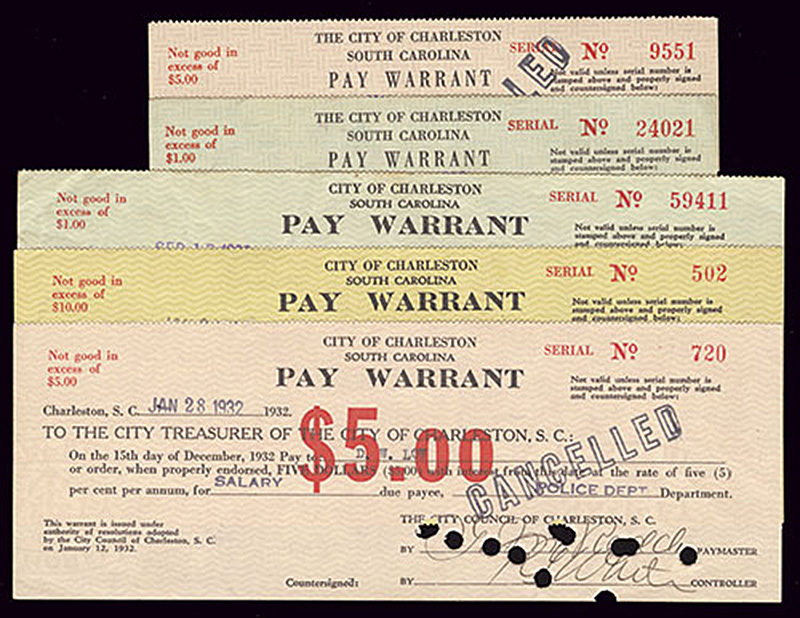 THE CITY OF CHARLESTON
SOUTH CAROLINA
PAY WARRANT
Not good in
excess of
$5.00
SERIAL No 9551
Not valid unless serial number is
stamped above and properly signed
and countersigned below:
THE CITY OF CHARLESTON
SOUTH CAROLINA
PAY WARRANT
Not good in
excess of
$1.00
SERIAL No 24021
Not valid unless serial number is
stamped above and properly signed
and countersigned below:
CITY OF CHARLESTON
SOUTH CAROLINA
PAY WARRANT
Not good in
excess of
$1.00
SERIAL No 59411
Not valid unless serial number is
stamped above and properly signed
and countersigned below:
CITY OF CHARLESTON
SOUTH CAROLINA
PAY WARRANT
Not good in
excess of
$10.00
SERIAL No 502
Not valid unless serial number is
stamped above and properly signed
and countersigned below:
CITY OF CHARLESTON
SOUTH CAROLINA
PAY WARRANT
Not good in
excess of
$5.00
SERIAL No 720
Not valid unless serial number is
stamped above and properly signed
and countersigned below:
Charleston, S. C. JAN 28 1932 1932.
$5.00
TO THE CITY TREASURER OF THE CITY OF CHARLESTON, S. C.:
On the 15th day of December, 1932 Pay to
or order, when properly endorsed, FIVE DOLLARS ($5.00) with interest from this date at the rate of five (5)
per cent per annum, for SALARY due payee, POLICE DEPT. Department.
CANCELLED
This warrant is issued under
authority of resolutions adopted
by the City Council of Charleston, S. C.
on January 12, 1932.
THE CITY COUNCIL OF CHARLESTON, S. C.
BY PAYMASTER
Countersigned: BY CONTROLLER